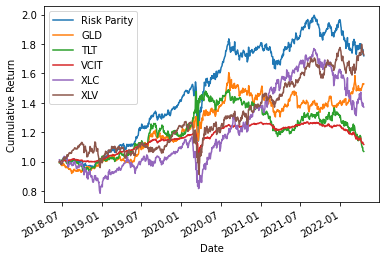 Risk Parity
GLD
TLT
VCIT
XLC
XLV
Cumulative Return
2.0
1.8
1.6
1.4
1.2
1.0
0.8
2018-07
2019-01
2019-07
2020-01
2020-07
2021-01
2021-07
2022-01
Date